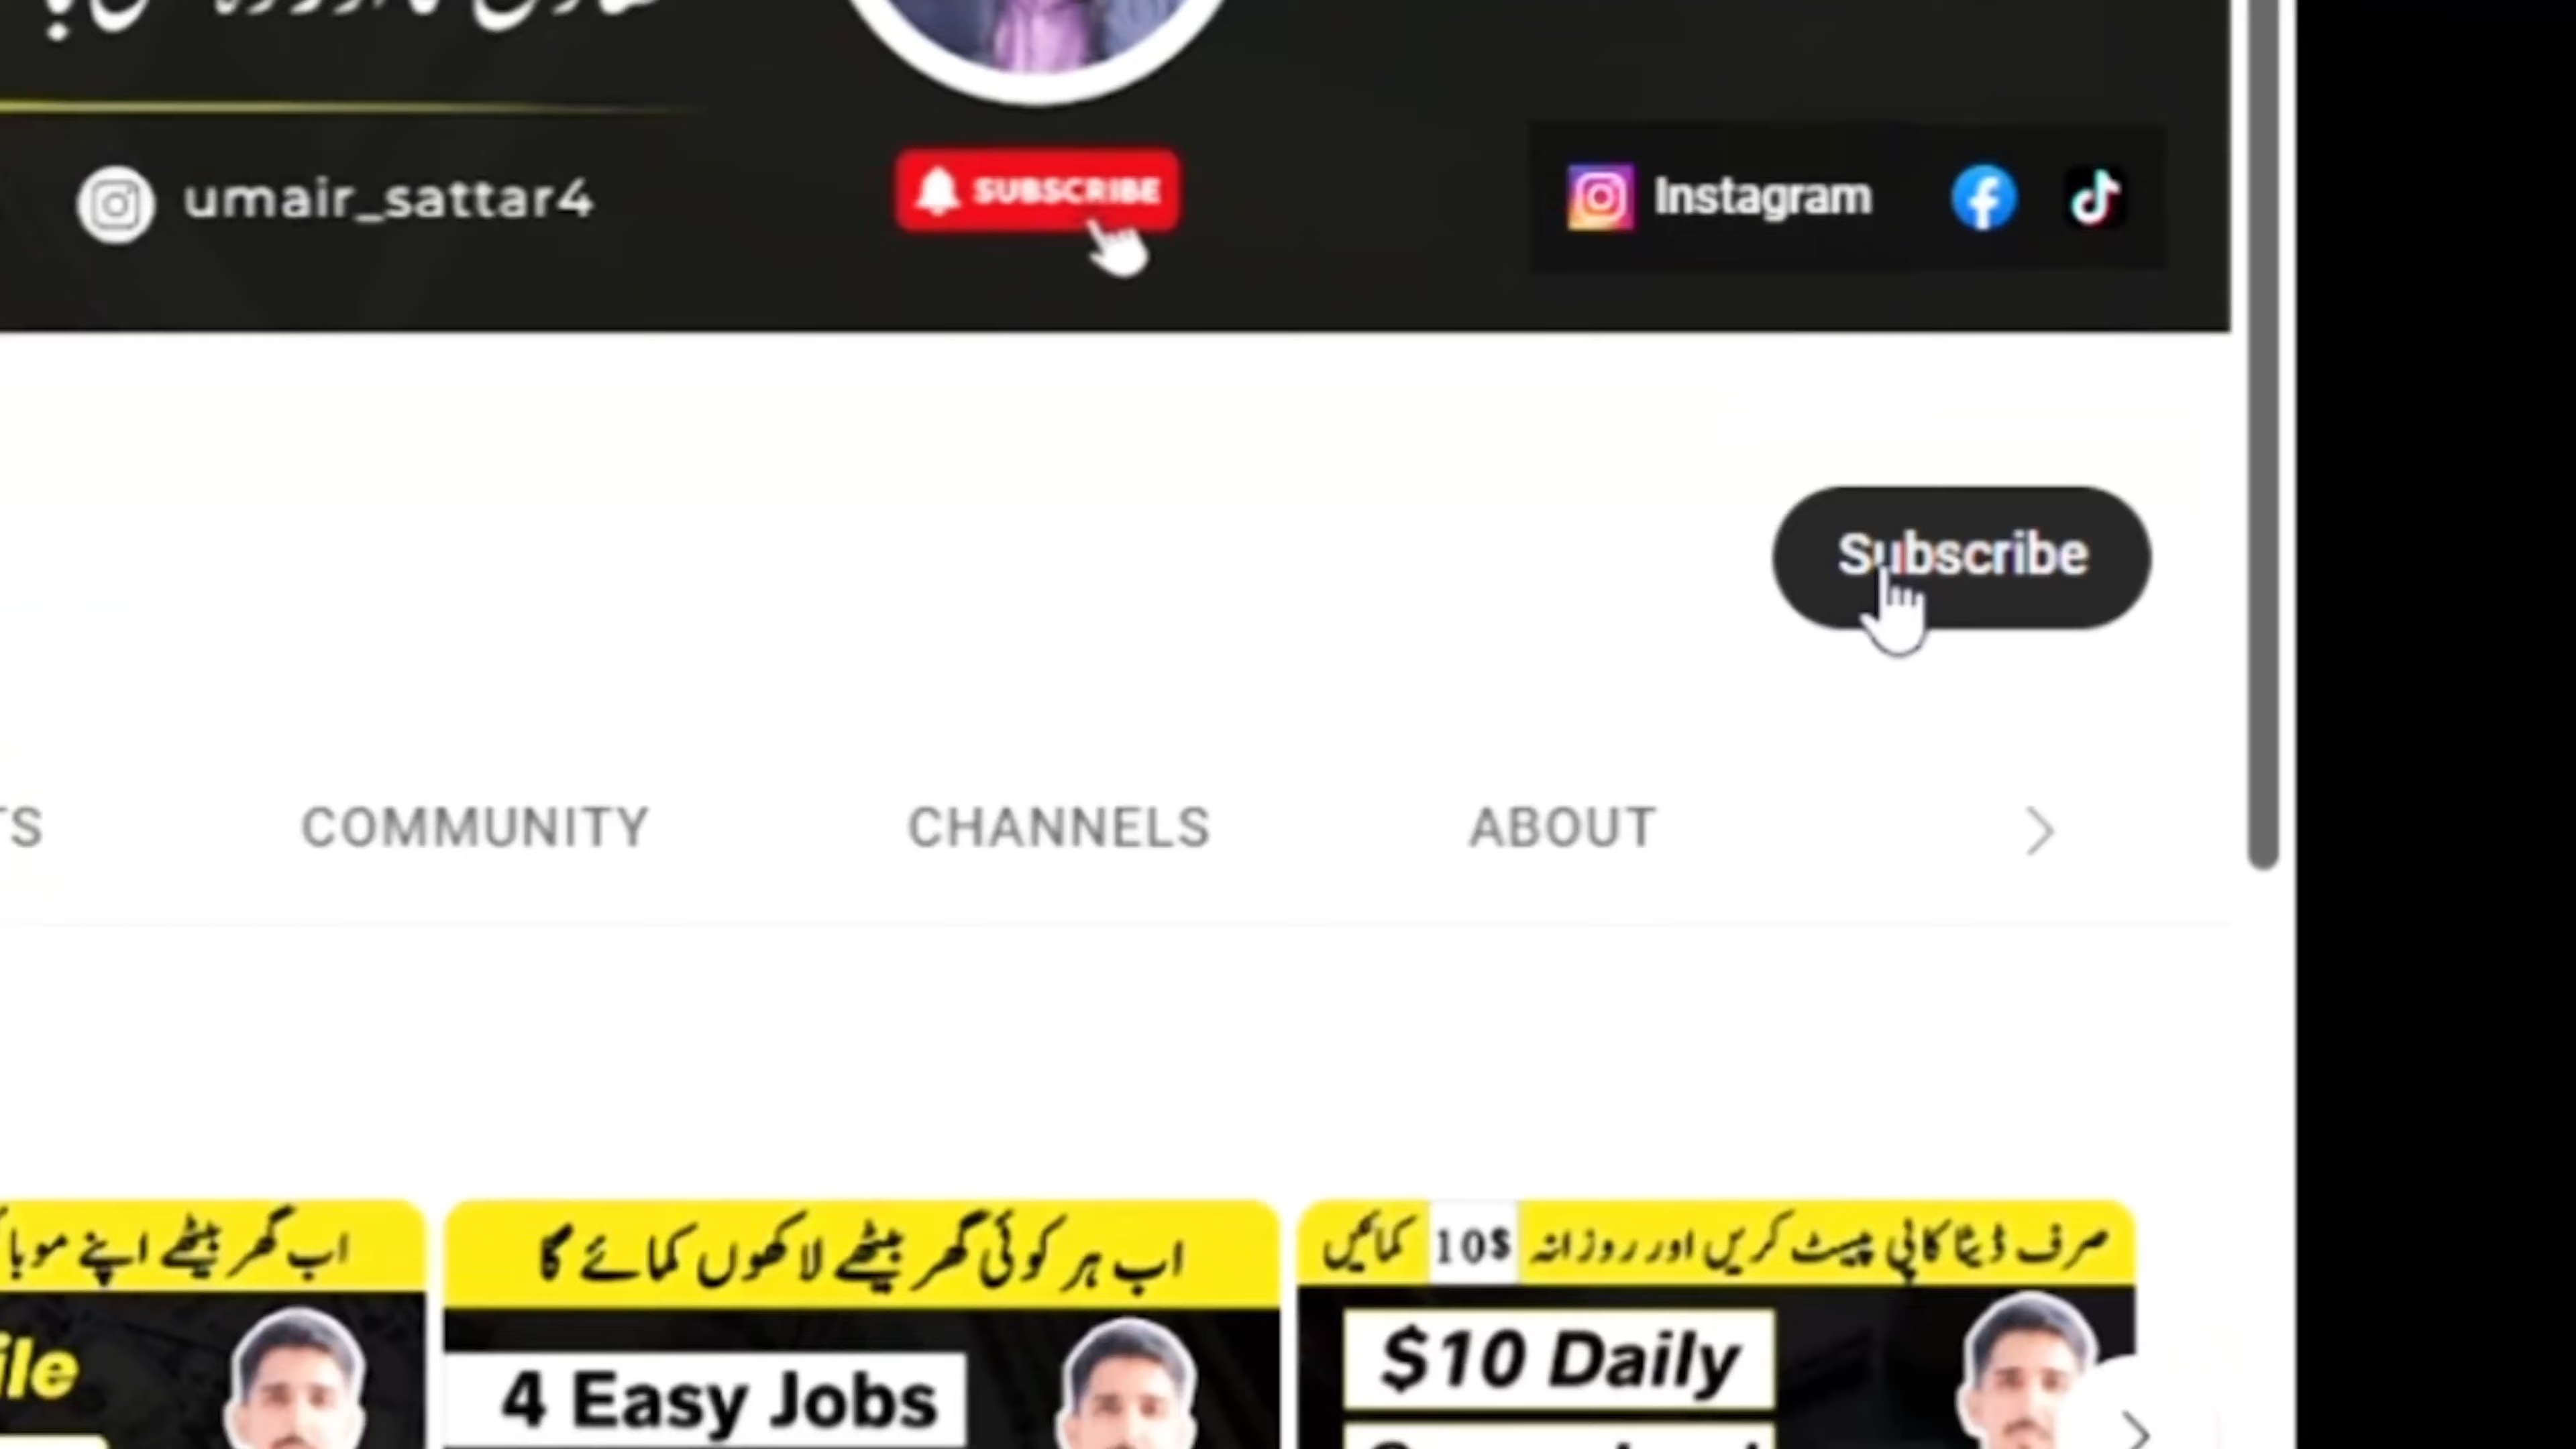 umair_sattar4
SUBSCRIBE
Instagram
Subscribe
TS
COMMUNITY
CHANNELS
ABOUT
اب گھر بیٹھے اپنے موبا
اب ہر کوئی گھر بیٹھے لاکھوں کمائے گا
صرف ڈیٹا کاپی پیسٹ کریں اور روزانہ 10$ کمائیں
ile
4 Easy Jobs
$10 Daily